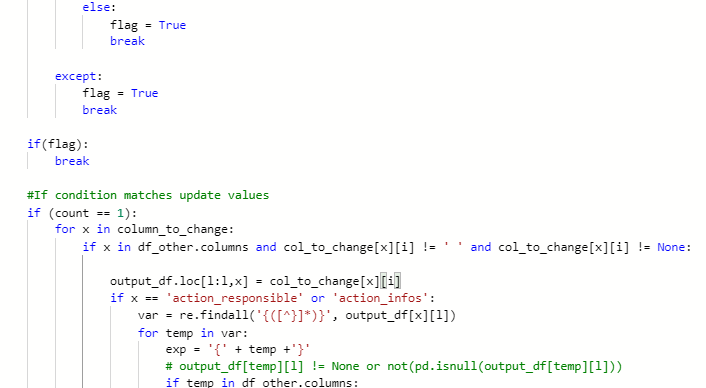 else:
flag = True
break
except:
flag = True
break
if(flag):
break
#If condition matches update values
if (count == 1):
for x in column_to_change:
if x in df_other.columns and col_to_change[x][i] != ' ' and col_to_change[x][i] != None:
output_df.loc[l:l,x] = col_to_change[x][i]
if x == 'action_responsible' or 'action_infos':
var = re.findall('{([^}]*)}', output_df[x][l])
for temp in var:
exp = '{' + temp +'}'
# output_df[temp][l] != None or not(pd.isnull(output_df[temp][l]))
if temp in df_other.columns: